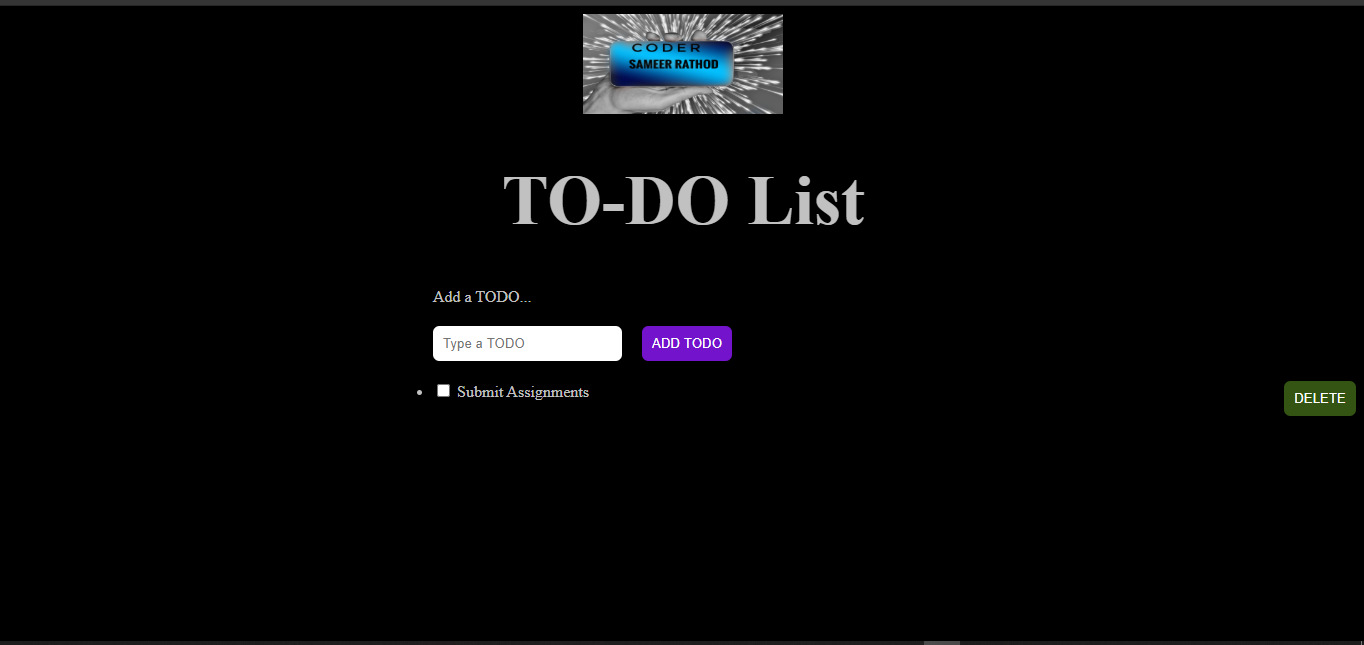 CODER
SAMEER RATHOD
TO-DO List
Add a TODO...
Type a TODO
ADD TODO
Submit Assignments
DELETE